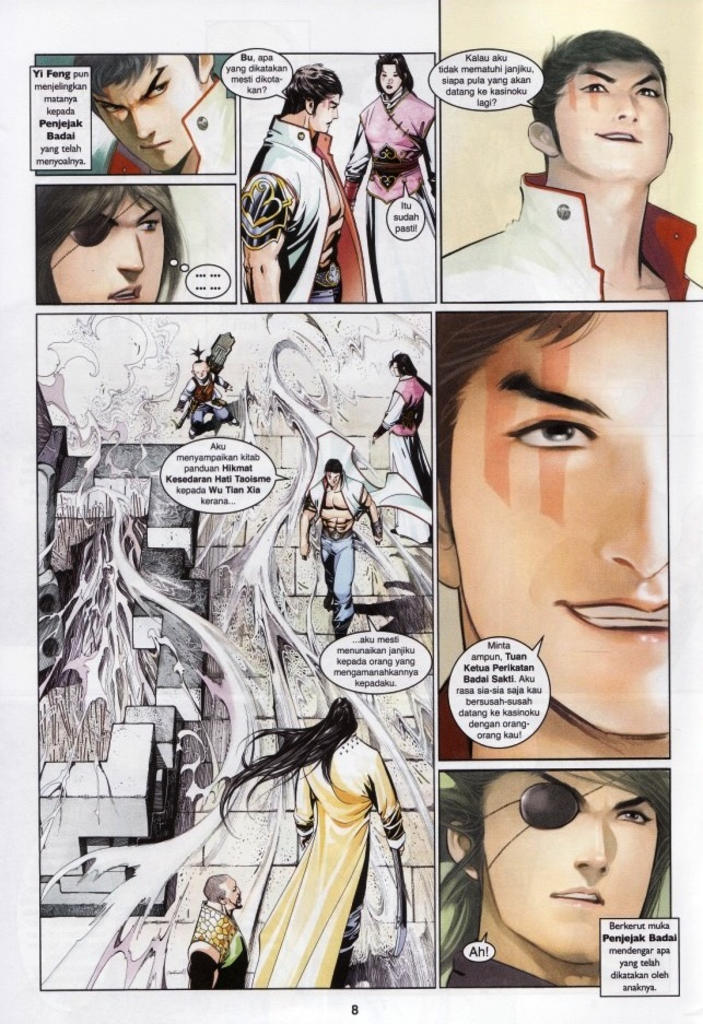 Yi Feng pun
menjelingkan
matanya
kepada
Penjejak
Badai
yang telah
menyoalnya.
Bu, apa
yang dikatakan
mesti dikota-
kan?
Itu
sudah
pasti!
Kalau aku
tidak mematuhi janjiku,
siapa pula yang akan
datang ke kasinoku
lagi?
... ...
... ...
Aku
menyampaikan kitab
panduan Hikmat
Kesedaran Hati Taoisme
kepada Wu Tian Xia
kerana...
...aku mesti
menunaikan janjiku
kepada orang yang
mengamanahkannya
kepadaku.
Minta
ampun, Tuan
Ketua Perikatan
Badai Sakti. Aku
rasa sia-sia saja kau
bersusah-susah
datang ke kasinoku
dengan orang-
orang kau!
Ah!
Berkerut muka
Penjejak Badai
mendengar apa
yang telah
dikatakan oleh
anaknya.
8